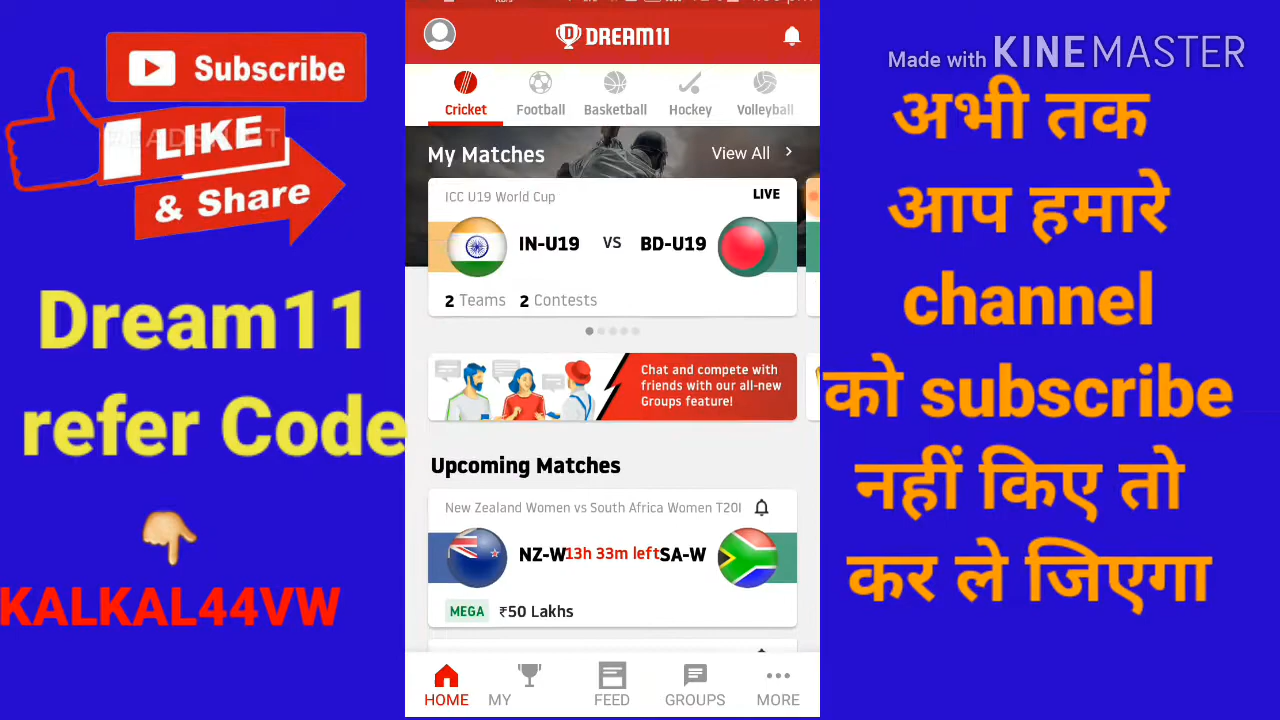 Subscribe
LIKE
& Share
Dream11
refer Code
KALKAL44VW
DREAM11
Cricket
Football
Basketball
Hockey
Volleyball
My Matches
View All
ICC U19 World Cup
LIVE
IN-U19
VS
BD-U19
2 Teams 2 Contests
Chat and compete with
friends with our all-new
Groups feature!
Upcoming Matches
New Zealand Women vs South Africa Women T20I
NZ-W
13h 33m left
SA-W
MEGA ₹50 Lakhs
HOME
MY
FEED
GROUPS
MORE
Made with KINEMASTER
अभी तक
आप हमारे
channel
को subscribe
नहीं किए तो
कर ले जिएगा